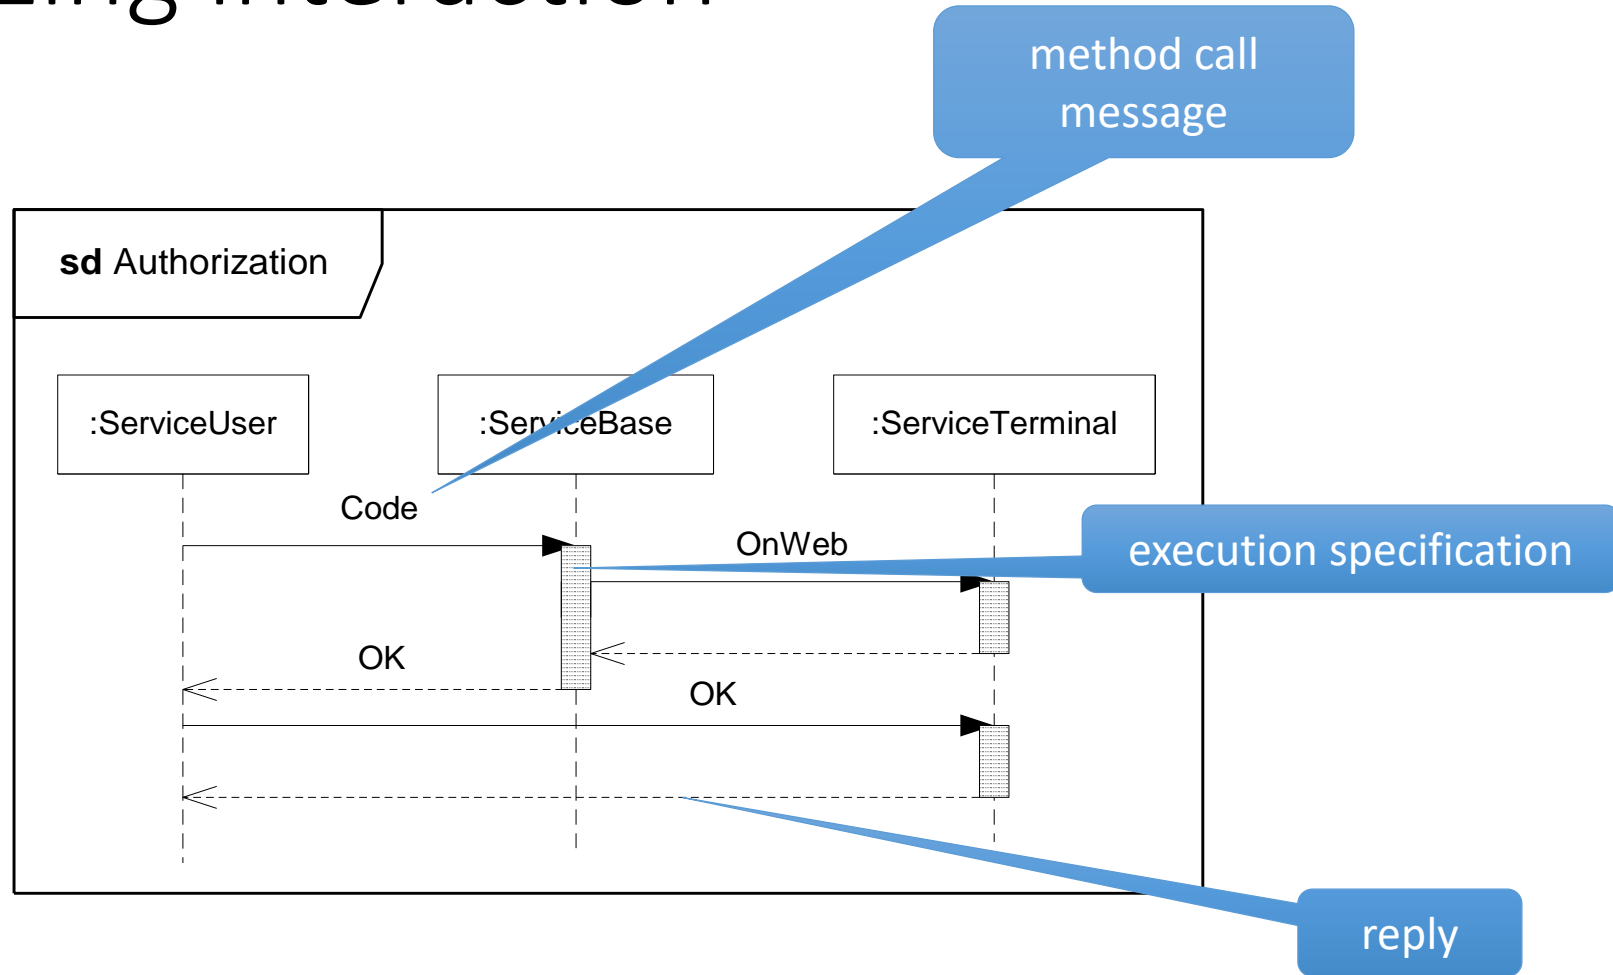 method call
message
sd Authorization
:ServiceUser
:ServiceBase
:ServiceTerminal
Code
OnWeb
execution specification
OK
OK
reply